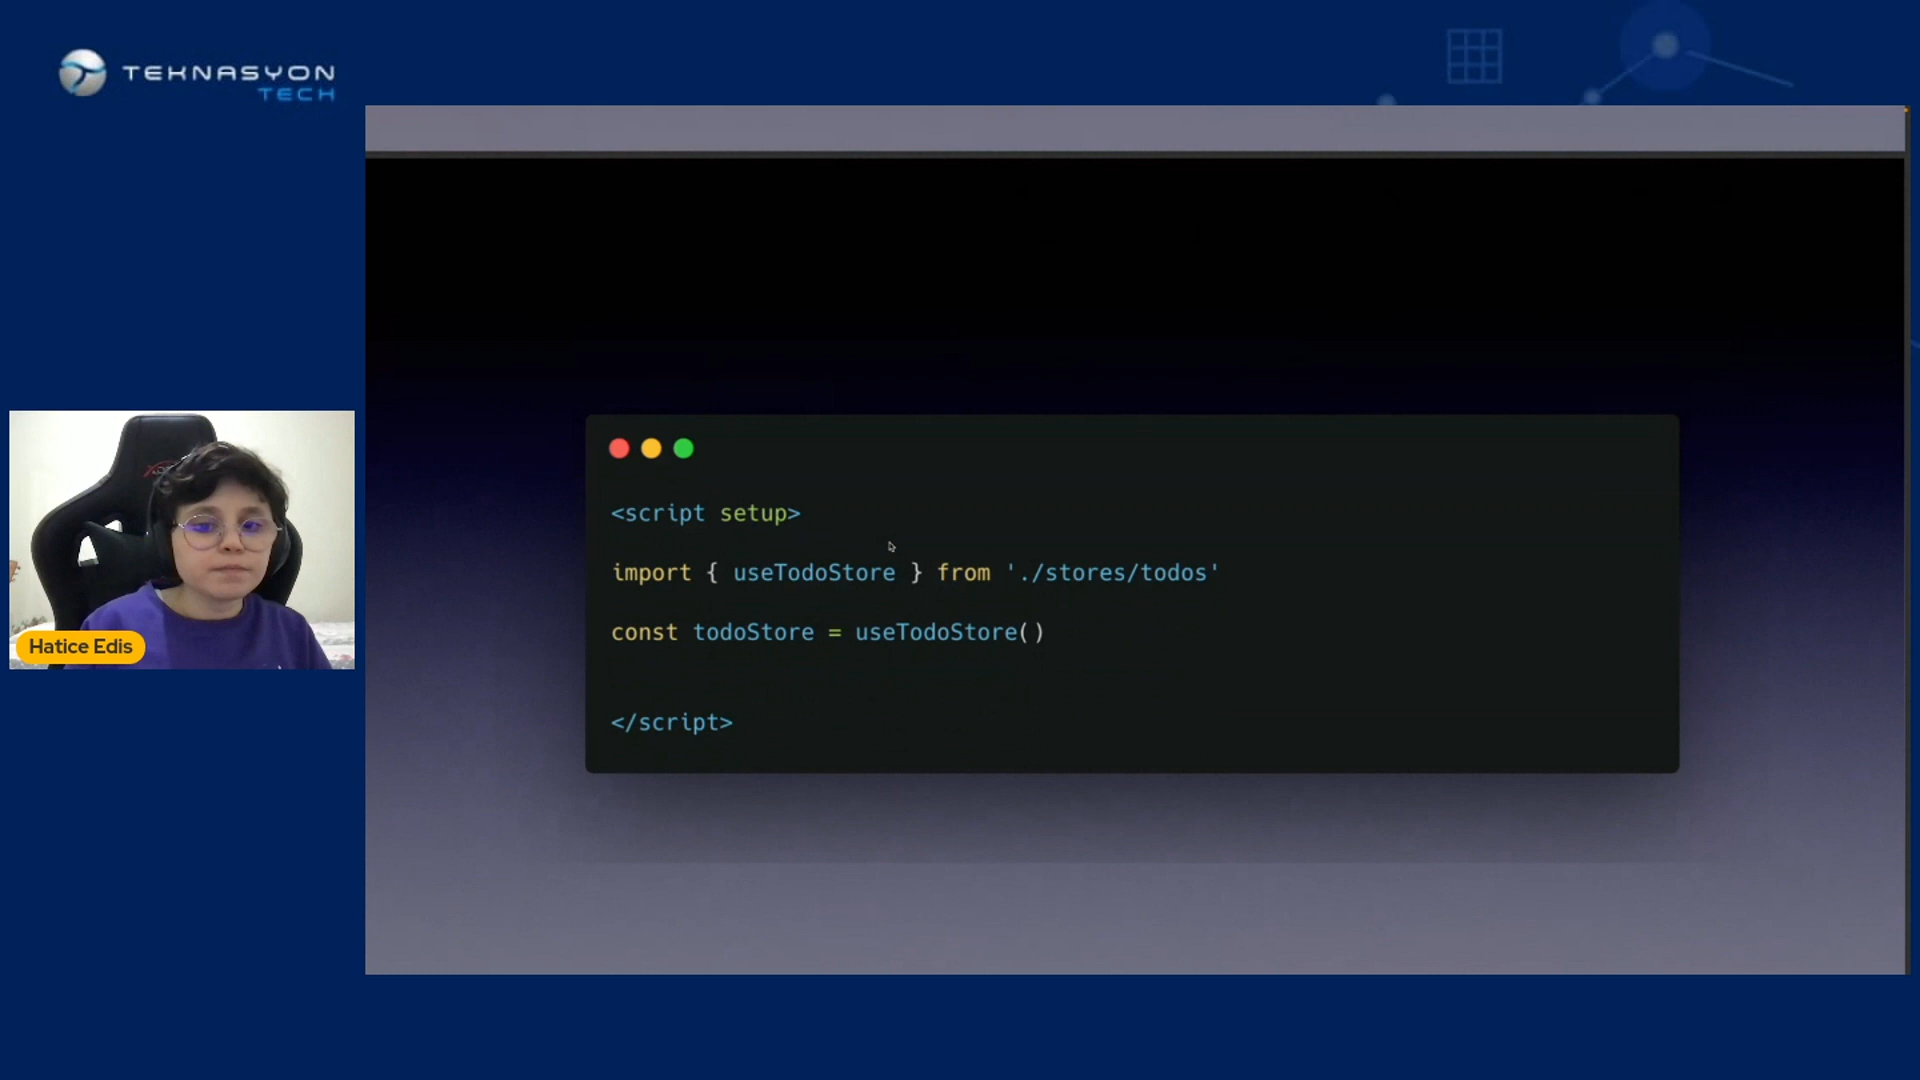 TEKNASYON
TECH
<script setup>
import { useTodoStore } from './stores/todos'
const todoStore = useTodoStore()
</script>
Hatice Edis